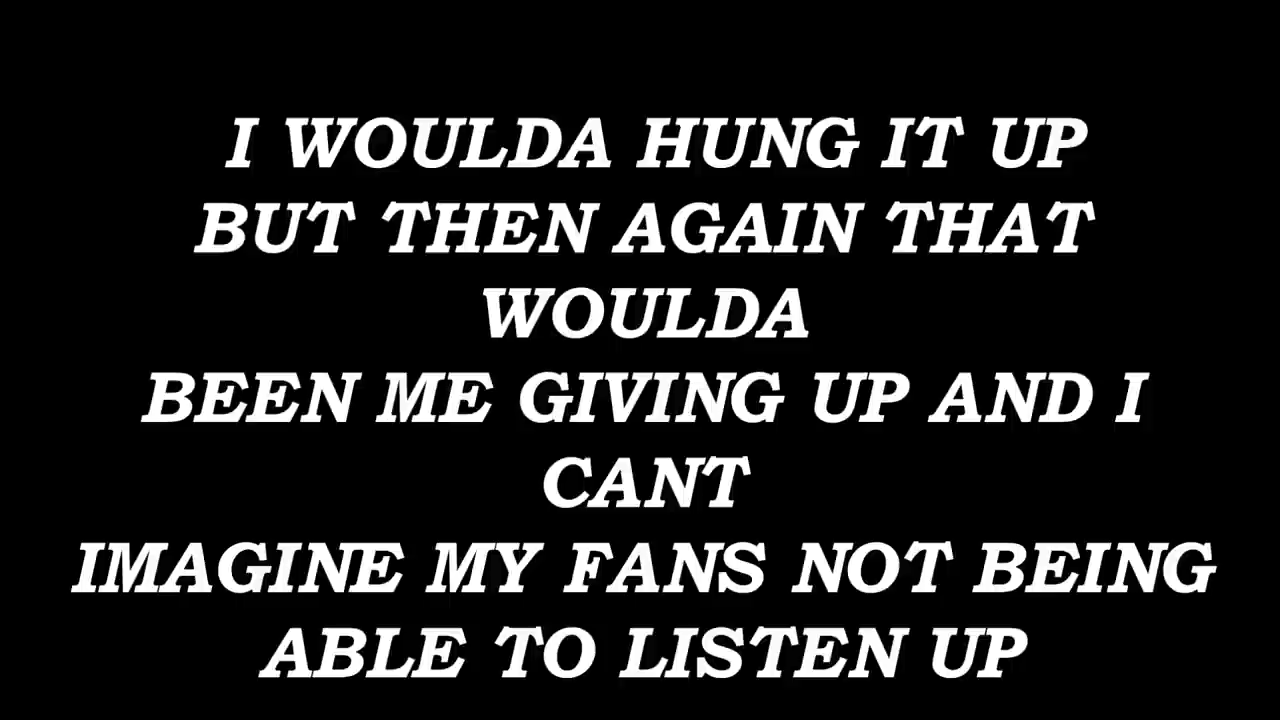 I WOULDA HUNG IT UP
BUT THEN AGAIN THAT
WOULDA
BEEN ME GIVING UP AND I
CANT
IMAGINE MY FANS NOT BEING
ABLE TO LISTEN UP